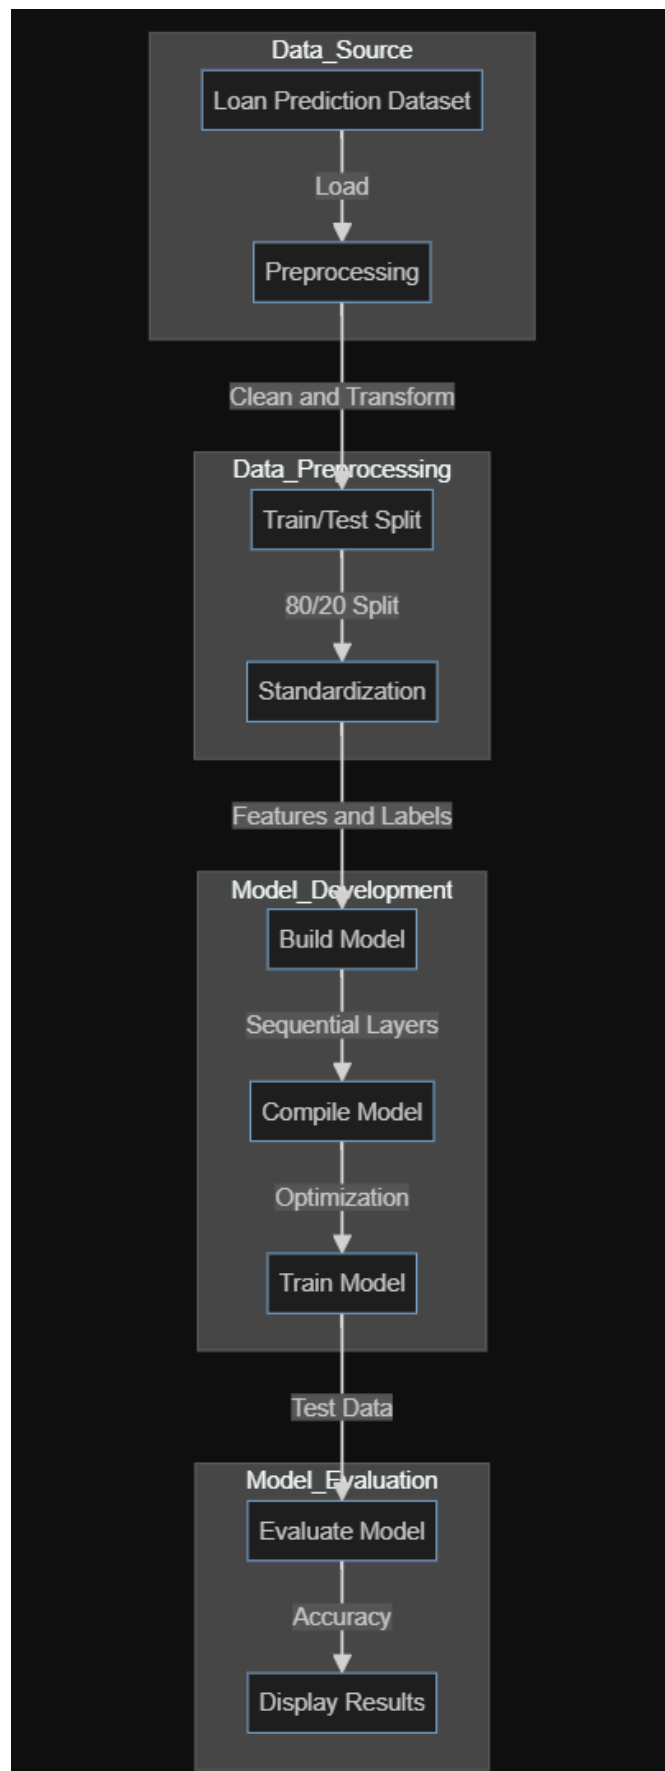 Data_Source
Loan Prediction Dataset
Load
Preprocessing
Clean and Transform
Data_Preprocessing
Train/Test Split
80/20 Split
Standardization
Features and Labels
Model_Development
Build Model
Sequential Layers
Compile Model
Optimization
Train Model
Test Data
Model_Evaluation
Evaluate Model
Accuracy
Display Results